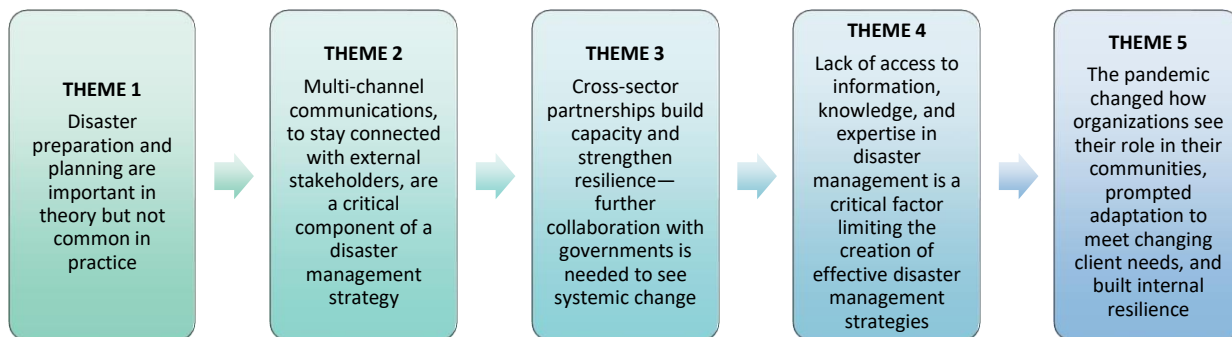 THEME 1
Disaster
preparation and
planning are
important in
theory but not
common in
practice
THEME 2
Multi-channel
communications,
to stay connected
with external
stakeholders, are
a critical
component of a
disaster
management
strategy
THEME 3
Cross-sector
partnerships build
capacity and
strengthen
resilience—
further
collaboration with
governments is
needed to see
systemic change
THEME 4
Lack of access to
information,
knowledge, and
expertise in
disaster
management is a
critical factor
limiting the
creation of
effective disaster
management
strategies
THEME 5
The pandemic
changed how
organizations see
their role in their
communities,
prompted
adaptation to
meet changing
client needs, and
built internal
resilience